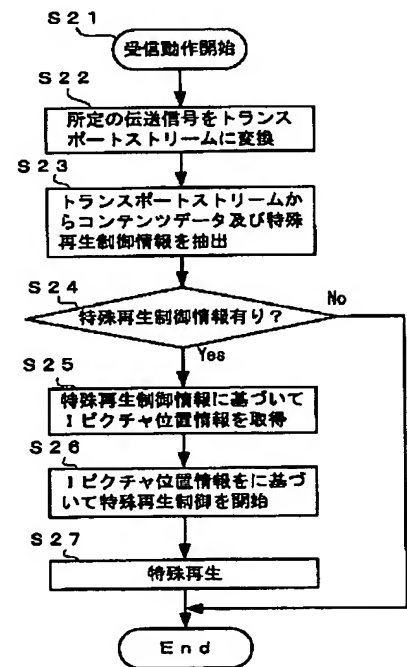 S21
受信動作開始
S22
所定の伝送信号をトランス
ポートストリームに変換
S23
トランスポートストリームか
らコンテンツデータ及び特殊
再生制御情報を抽出
S24
特殊再生制御情報有り?
No
Yes
S25
特殊再生制御情報に基づいて
Iピクチャ位置情報を取得
S26
Iピクチャ位置情報をに基づ
いて特殊再生制御を開始
S27
特殊再生
End